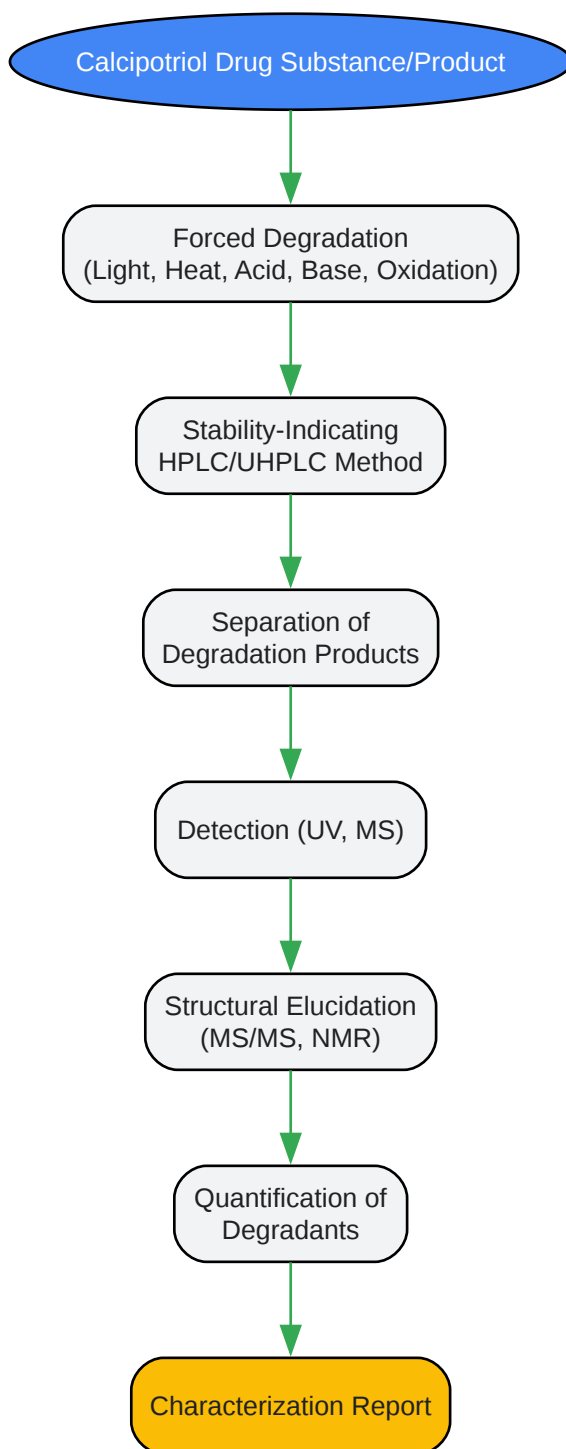 Calcipotriol Drug Substance/Product
Forced Degradation
(Light, Heat, Acid, Base, Oxidation)
Stability-Indicating
HPLC/UHPLC Method
Separation of
Degradation Products
Detection (UV, MS)
Structural Elucidation
(MS/MS, NMR)
Quantification of
Degradants
Characterization Report